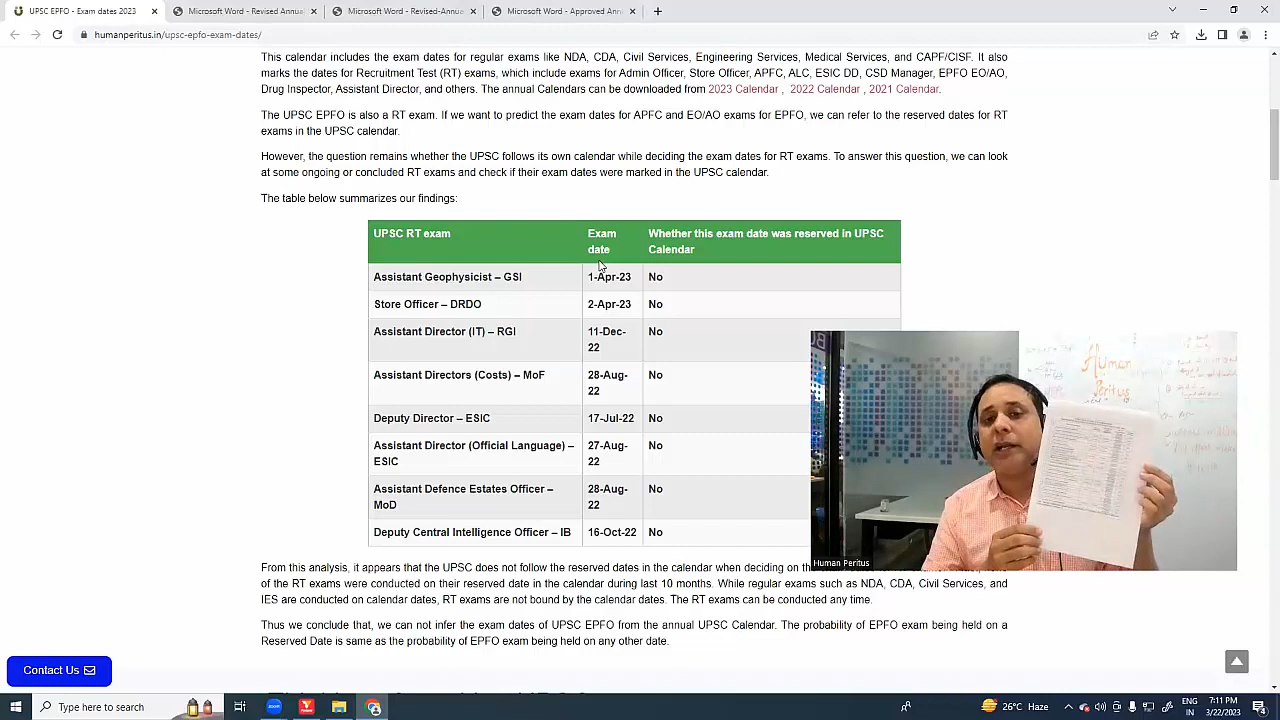 UPSC EPFO - Exam dates 2023
Microsoft Word - Revised Annual
Microsoft Word - Revised-Annua
Microsoft Word - Approved Ann
humanperitus.in/upsc-epfo-exam-dates/
This calendar includes the exam dates for regular exams like NDA, CDA, Civil Services, Engineering Services, Medical Services, and CAPF/CISF. It also
marks the dates for Recruitment Test (RT) exams, which include exams for Admin Officer, Store Officer, APFC, ALC, ESIC DD, CSD Manager, EPFO EO/AO,
Drug Inspector, Assistant Director, and others. The annual Calendars can be downloaded from 2023 Calendar , 2022 Calendar , 2021 Calendar.
The UPSC EPFO is also a RT exam. If we want to predict the exam dates for APFC and EO/AO exams for EPFO, we can refer to the reserved dates for RT
exams in the UPSC calendar.
However, the question remains whether the UPSC follows its own calendar while deciding the exam dates for RT exams. To answer this question, we can look
at some ongoing or concluded RT exams and check if their exam dates were marked in the UPSC calendar.
The table below summarizes our findings:
UPSC RT exam
Exam
date
Whether this exam date was reserved in UPSC
Calendar
Assistant Geophysicist – GSI
1-Apr-23
No
Store Officer – DRDO
2-Apr-23
No
Assistant Director (IT) – RGI
11-Dec-
22
No
Assistant Directors (Costs) – MoF
28-Aug-
22
No
Deputy Director – ESIC
17-Jul-22
No
Assistant Director (Official Language) –
ESIC
27-Aug-
22
No
Assistant Defence Estates Officer –
MoD
28-Aug-
22
No
Deputy Central Intelligence Officer – IB
16-Oct-22
No
Human
Peritus
Human Peritus
From this analysis, it appears that the UPSC does not follow the reserved dates in the calendar when deciding on th
of the RT exams were conducted on their reserved date in the calendar during last 10 months. While regular exams such as NDA, CDA, Civil Services, and
IES are conducted on calendar dates, RT exams are not bound by the calendar dates. The RT exams can be conducted any time.
Thus we conclude that, we can not infer the exam dates of UPSC EPFO from the annual UPSC Calendar. The probability of EPFO exam being held on a
Reserved Date is same as the probability of EPFO exam being held on any other date.
Contact Us
Type here to search
zoom
26°C Haze
ENG
IN
7:11 PM
3/22/2023